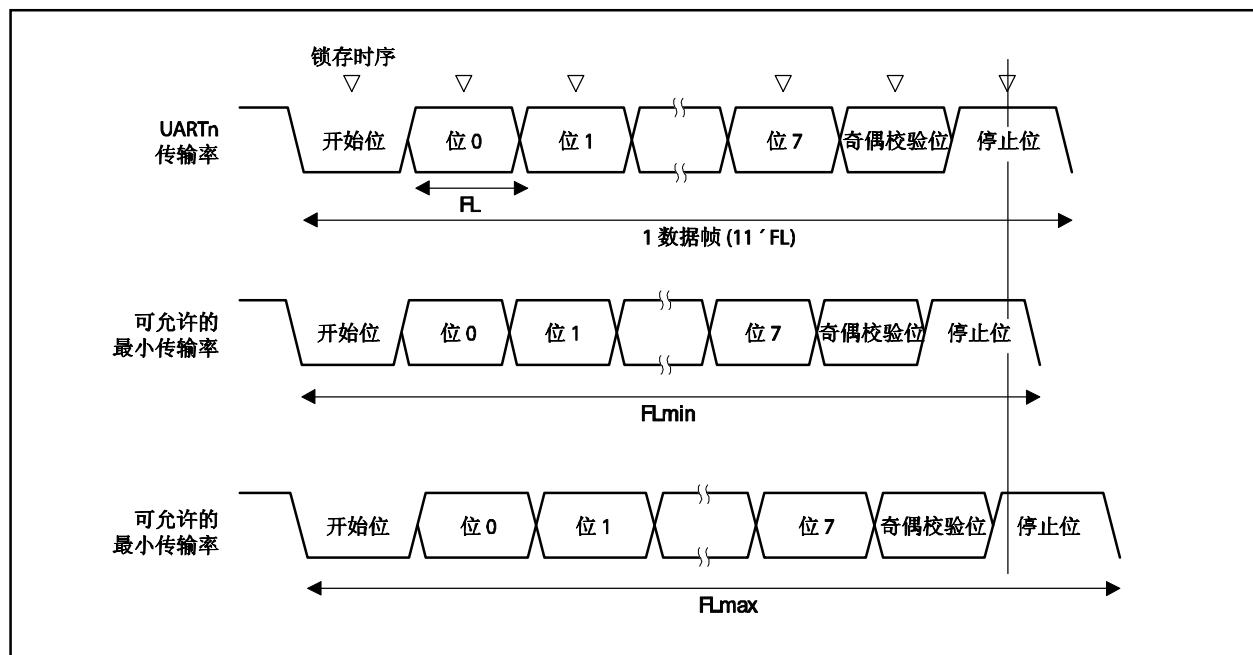 锁存时序
UARTn
传输率
开始位 位 0 位 1 位 7 奇偶校验位 停止位
FL
1 数据帧 (11 ´ FL)
可允许的
最小传输率
开始位 位 0 位 1 位 7 奇偶校验位 停止位
FLmin
可允许的
最小传输率
开始位 位 0 位 1 位 7 奇偶校验位 停止位
FLmax